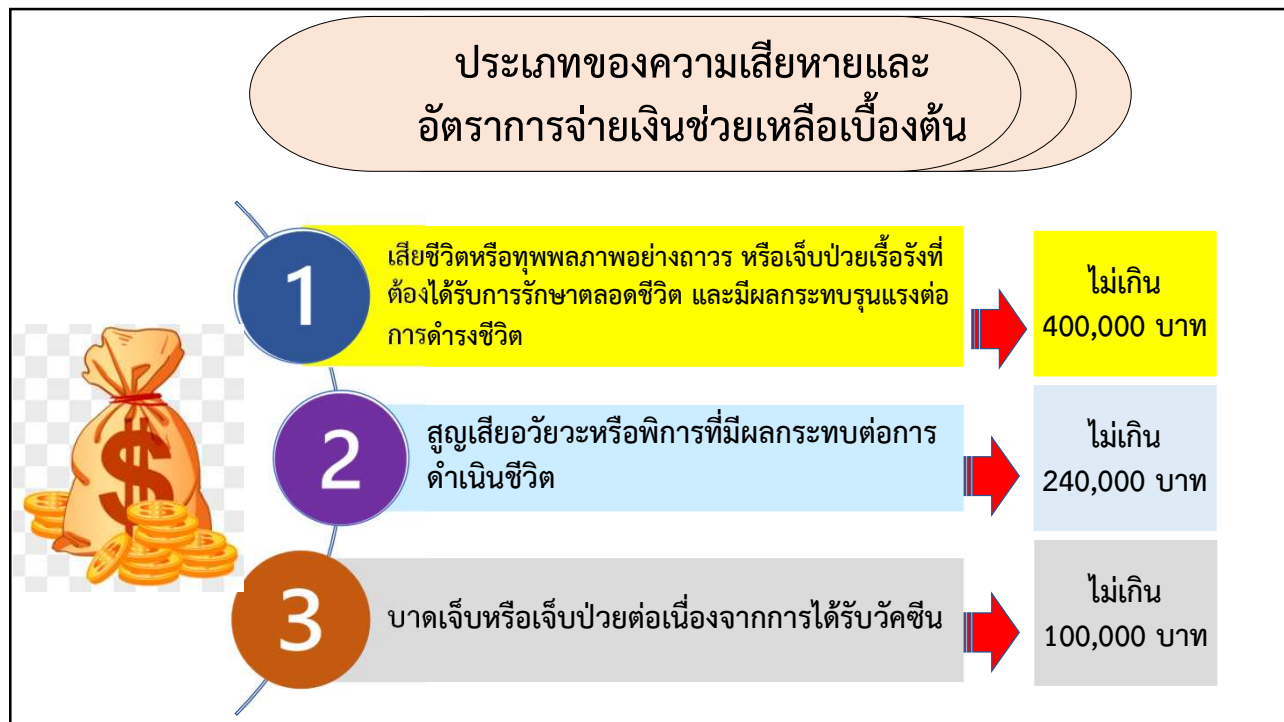 ประเภทของความเสียหายและ
อัตราการจ่ายเงินช่วยเหลือเบื้องต้น
1
เสียชีวิตหรือทุพพลภาพอย่างถาวร หรือเจ็บป่วยเรื้อรังที่
ต้องได้รับการรักษาตลอดชีวิต และมีผลกระทบรุนแรงต่อ
การดำรงชีวิต
ไม่เกิน
400,000 บาท
2
สูญเสียอวัยวะหรือพิการที่มีผลกระทบต่อการ
ดำเนินชีวิต
ไม่เกิน
240,000 บาท
3
บาดเจ็บหรือเจ็บป่วยต่อเนื่องจากการได้รับวัคซีน
ไม่เกิน
100,000 บาท
$